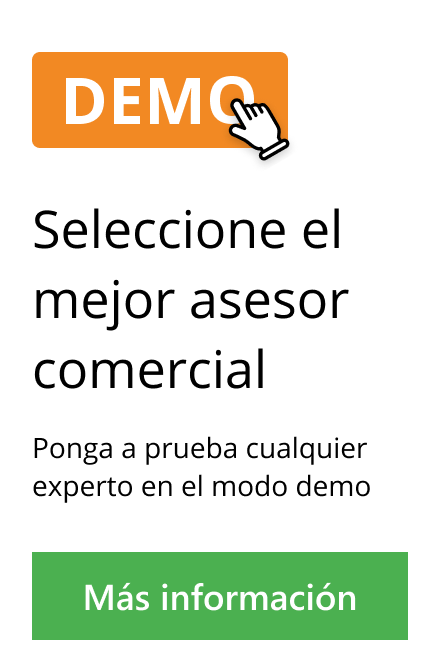 DEMO
Seleccione el
mejor asesor
comercial
Ponga a prueba cualquier
experto en el modo demo
Más información